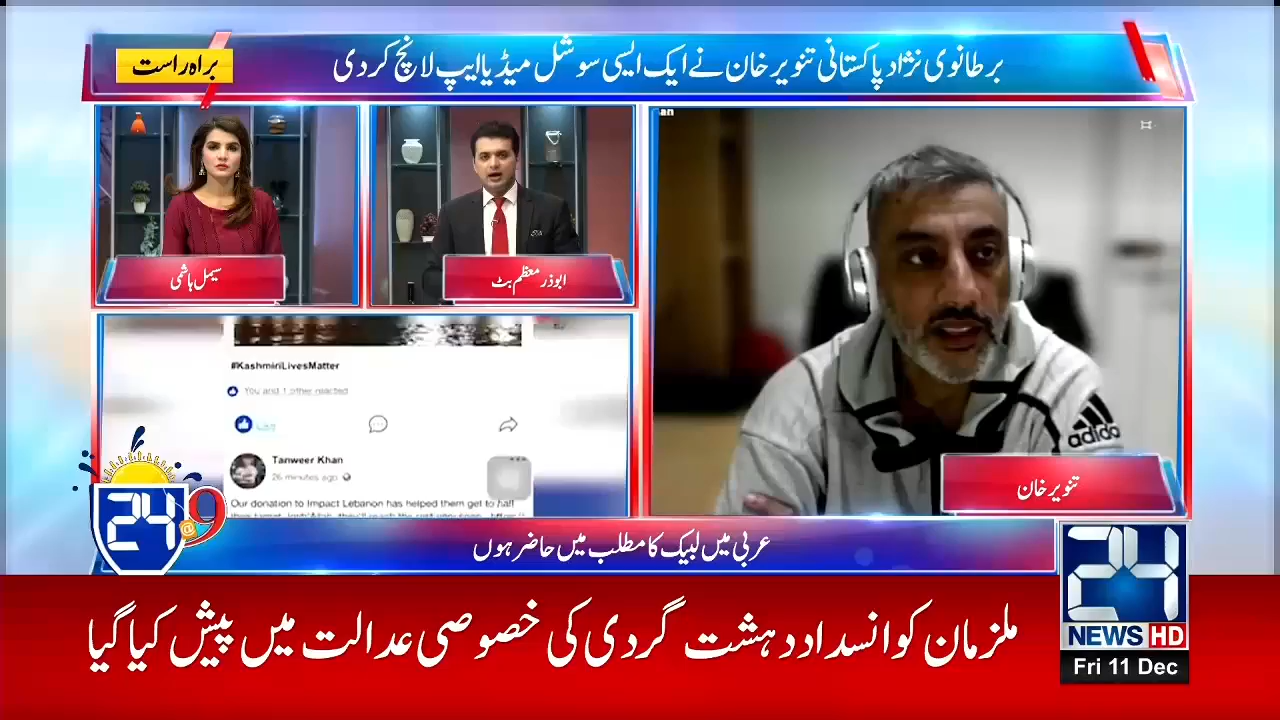 برطانوی نژاد پاکستانی تنویر خان نے ایک ایسی سوشل میڈیا ایپ لانچ کردی
براہ راست
an
سیمل ہاشمی
ابوذر معظم بٹ
#KashmiriLivesMatter
You and 1 other reacted
Tanweer Khan
26 minutes ago
Our donation to Impact Lebanon has helped them get to half
adidas
تنویر خان
24@9
عربی میں لبیک کا مطلب میں حاضر ہوں
ملزمان کو انسداد دہشت گردی کی خصوصی عدالت میں پیش کیا گیا
24
NEWS HD
Fri 11 Dec